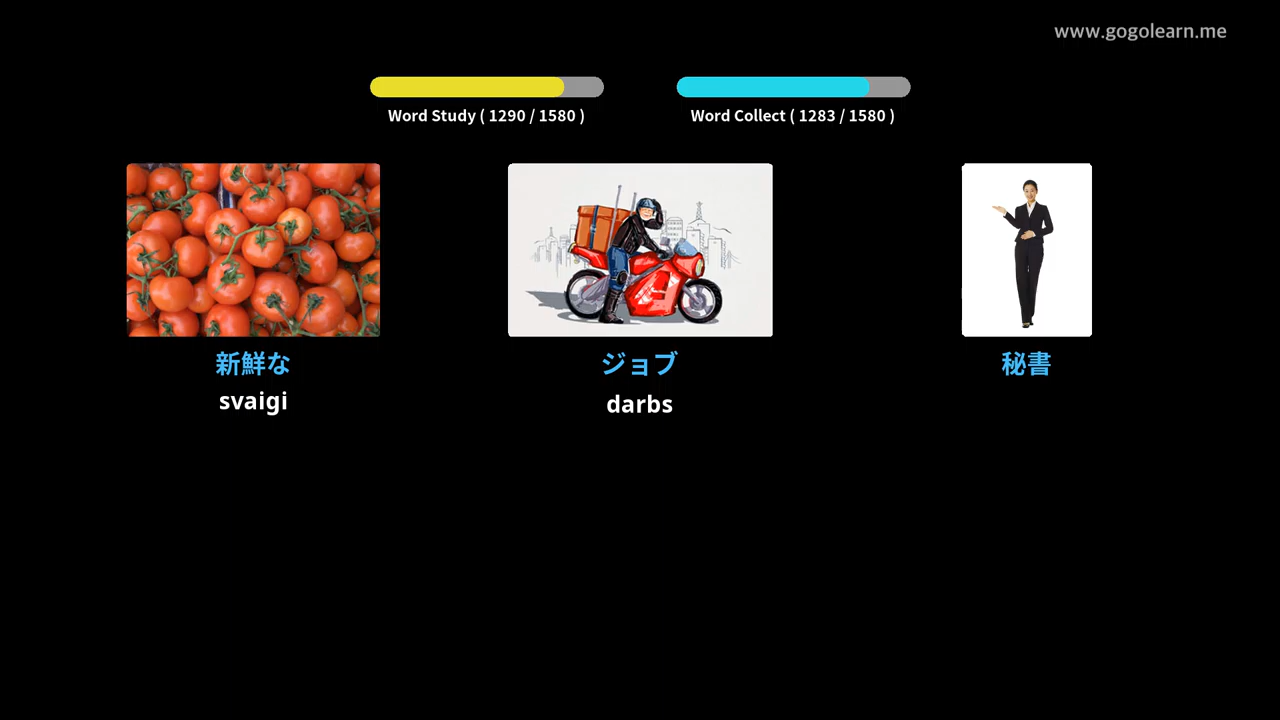 www.gogolearn.me
Word Study ( 1290 / 1580 )
Word Collect ( 1283 / 1580 )
新鮮な
svaigi
ジョブ
darbs
秘書